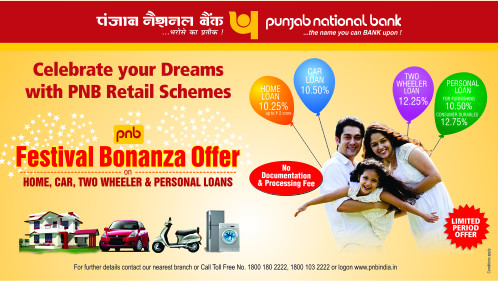 पंजाब नैशनल बैंक
...भरोसे का प्रतीक !
punjab national bank
...the name you can BANK upon !
Celebrate your Dreams
with PNB Retail Schemes
pnb
Festival Bonanza Offer
on
HOME, CAR, TWO WHEELER & PERSONAL LOANS
HOME
LOAN
10.25%
CAR
LOAN
10.50%
TWO
WHEELER
LOAN
12.25%
PERSONAL
LOAN
10.50%
CONSUMER DURABLES
12.75%
No
Documentation
& Processing Fee
LIMITED
PERIOD
OFFER
For further details contact our nearest branch or Call Toll Free No. 1800 180 2222, 1800 103 2222 or logon www.pnbindia.in